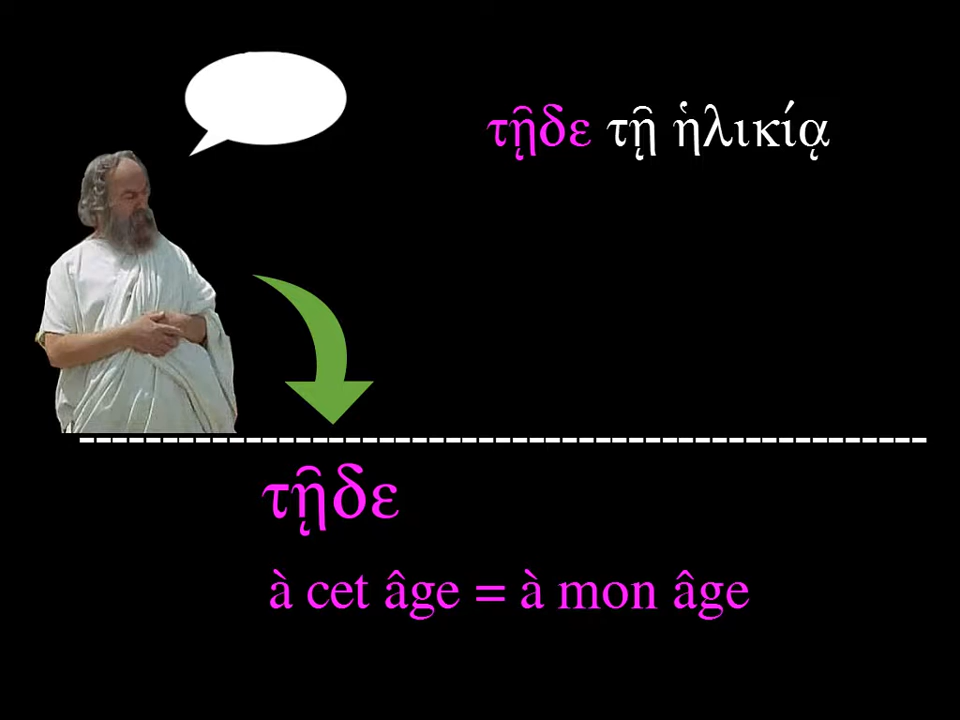 τῇδε τῇ ἡλικίᾳ
τῇδε
à cet âge = à mon âge